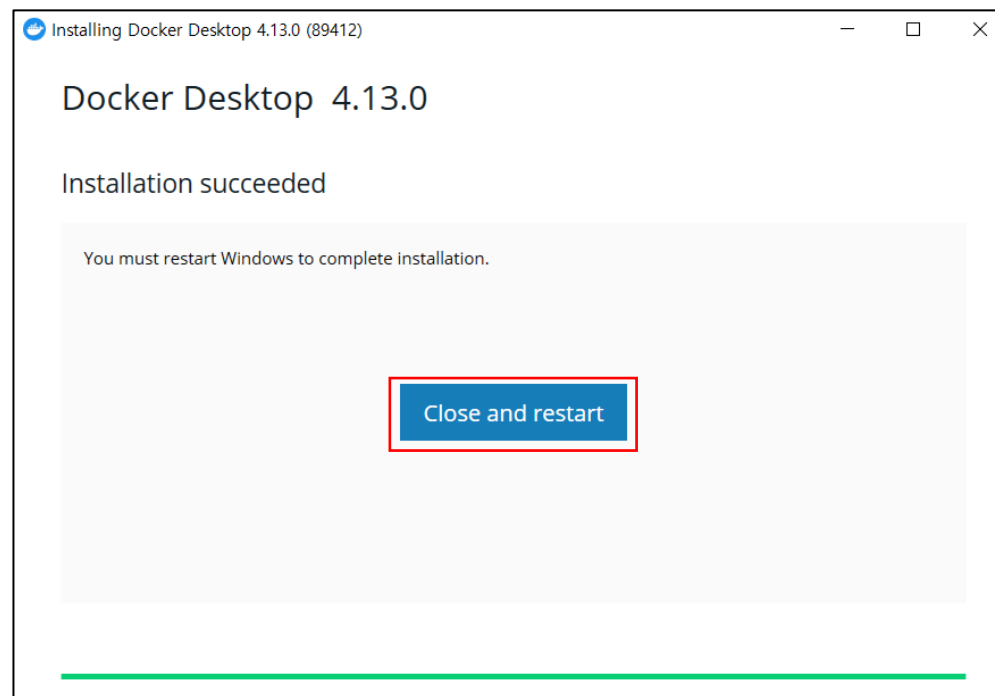 Installing Docker Desktop 4.13.0 (89412)
Docker Desktop 4.13.0
Installation succeeded
You must restart Windows to complete installation.
Close and restart